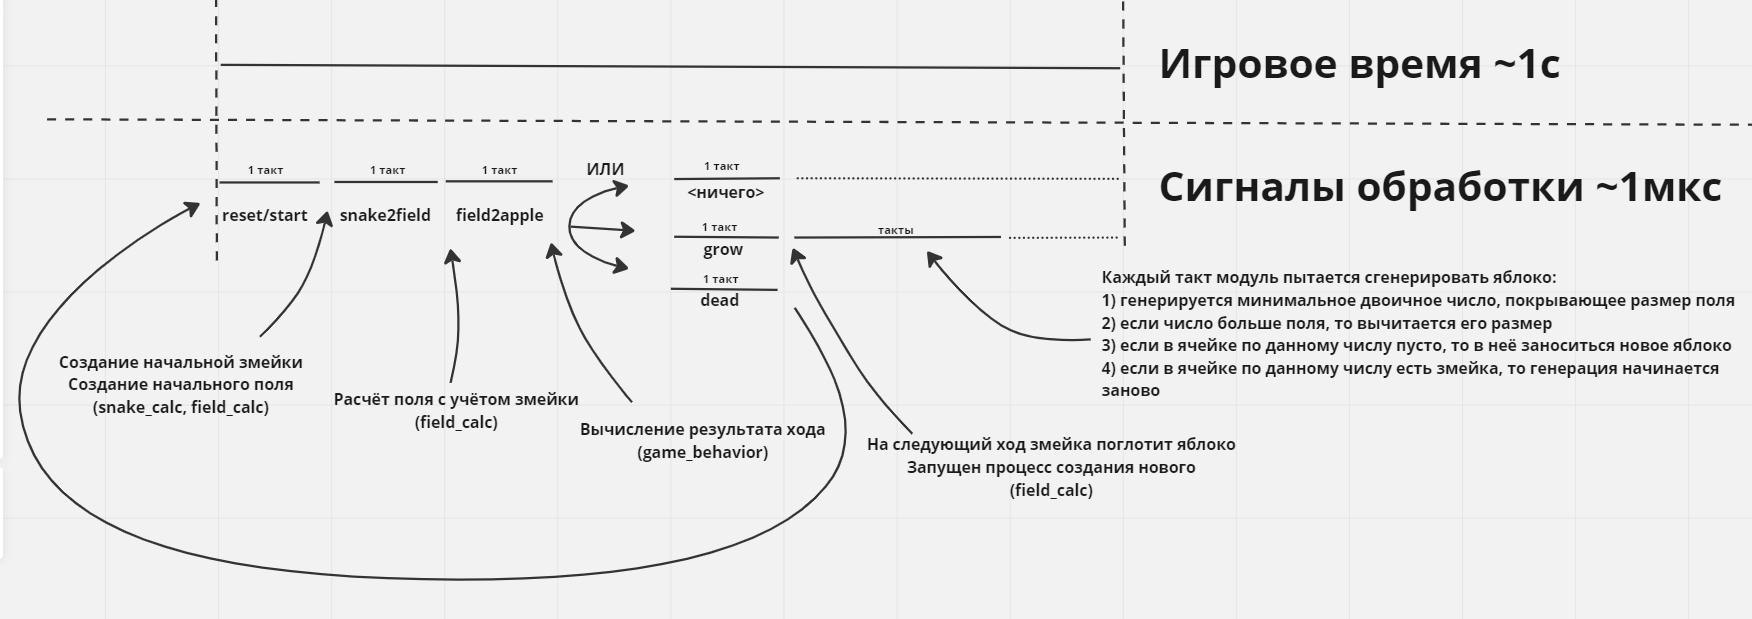 Игровое время ~1с
1 такт
1 такт
1 такт
ИЛИ
1 такт
<ничего>
Сигналы обработки ~1мкс
reset/start
snake2field
field2apple
1 такт
grow
такты
1 такт
dead
Каждый такт модуль пытается сгенерировать яблоко:
1) генерируется минимальное двоичное число, покрывающее размер поля
2) если число больше поля, то вычитается его размер
3) если в ячейке по данному числу пусто, то в неё заноситься новое яблоко
4) если в ячейке по данному числу есть змейка, то генерация начинается
заново
Создание начальной змейки
Создание начального поля
(snake_calc, field_calc)
Расчёт поля с учётом змейки
(field_calc)
Вычисление результата хода
(game_behavior)
На следующий ход змейка поглотит яблоко
Запущен процесс создания нового
(field_calc)